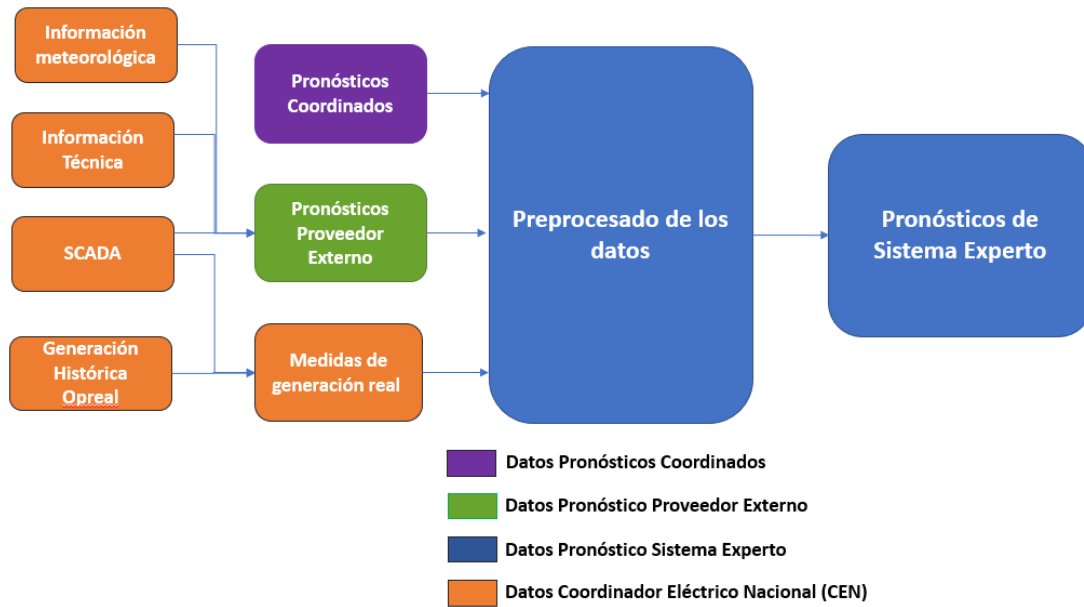 Información
meteorológica
Información
Técnica
SCADA
Generación
Histórica
Opreal
Pronósticos
Coordinados
Pronósticos
Proveedor
Externo
Medidas de
generación real
Preprocesado de los
datos
Pronósticos de
Sistema Experto
Datos Pronósticos Coordinados
Datos Pronóstico Proveedor Externo
Datos Pronóstico Sistema Experto
Datos Coordinador Eléctrico Nacional (CEN)